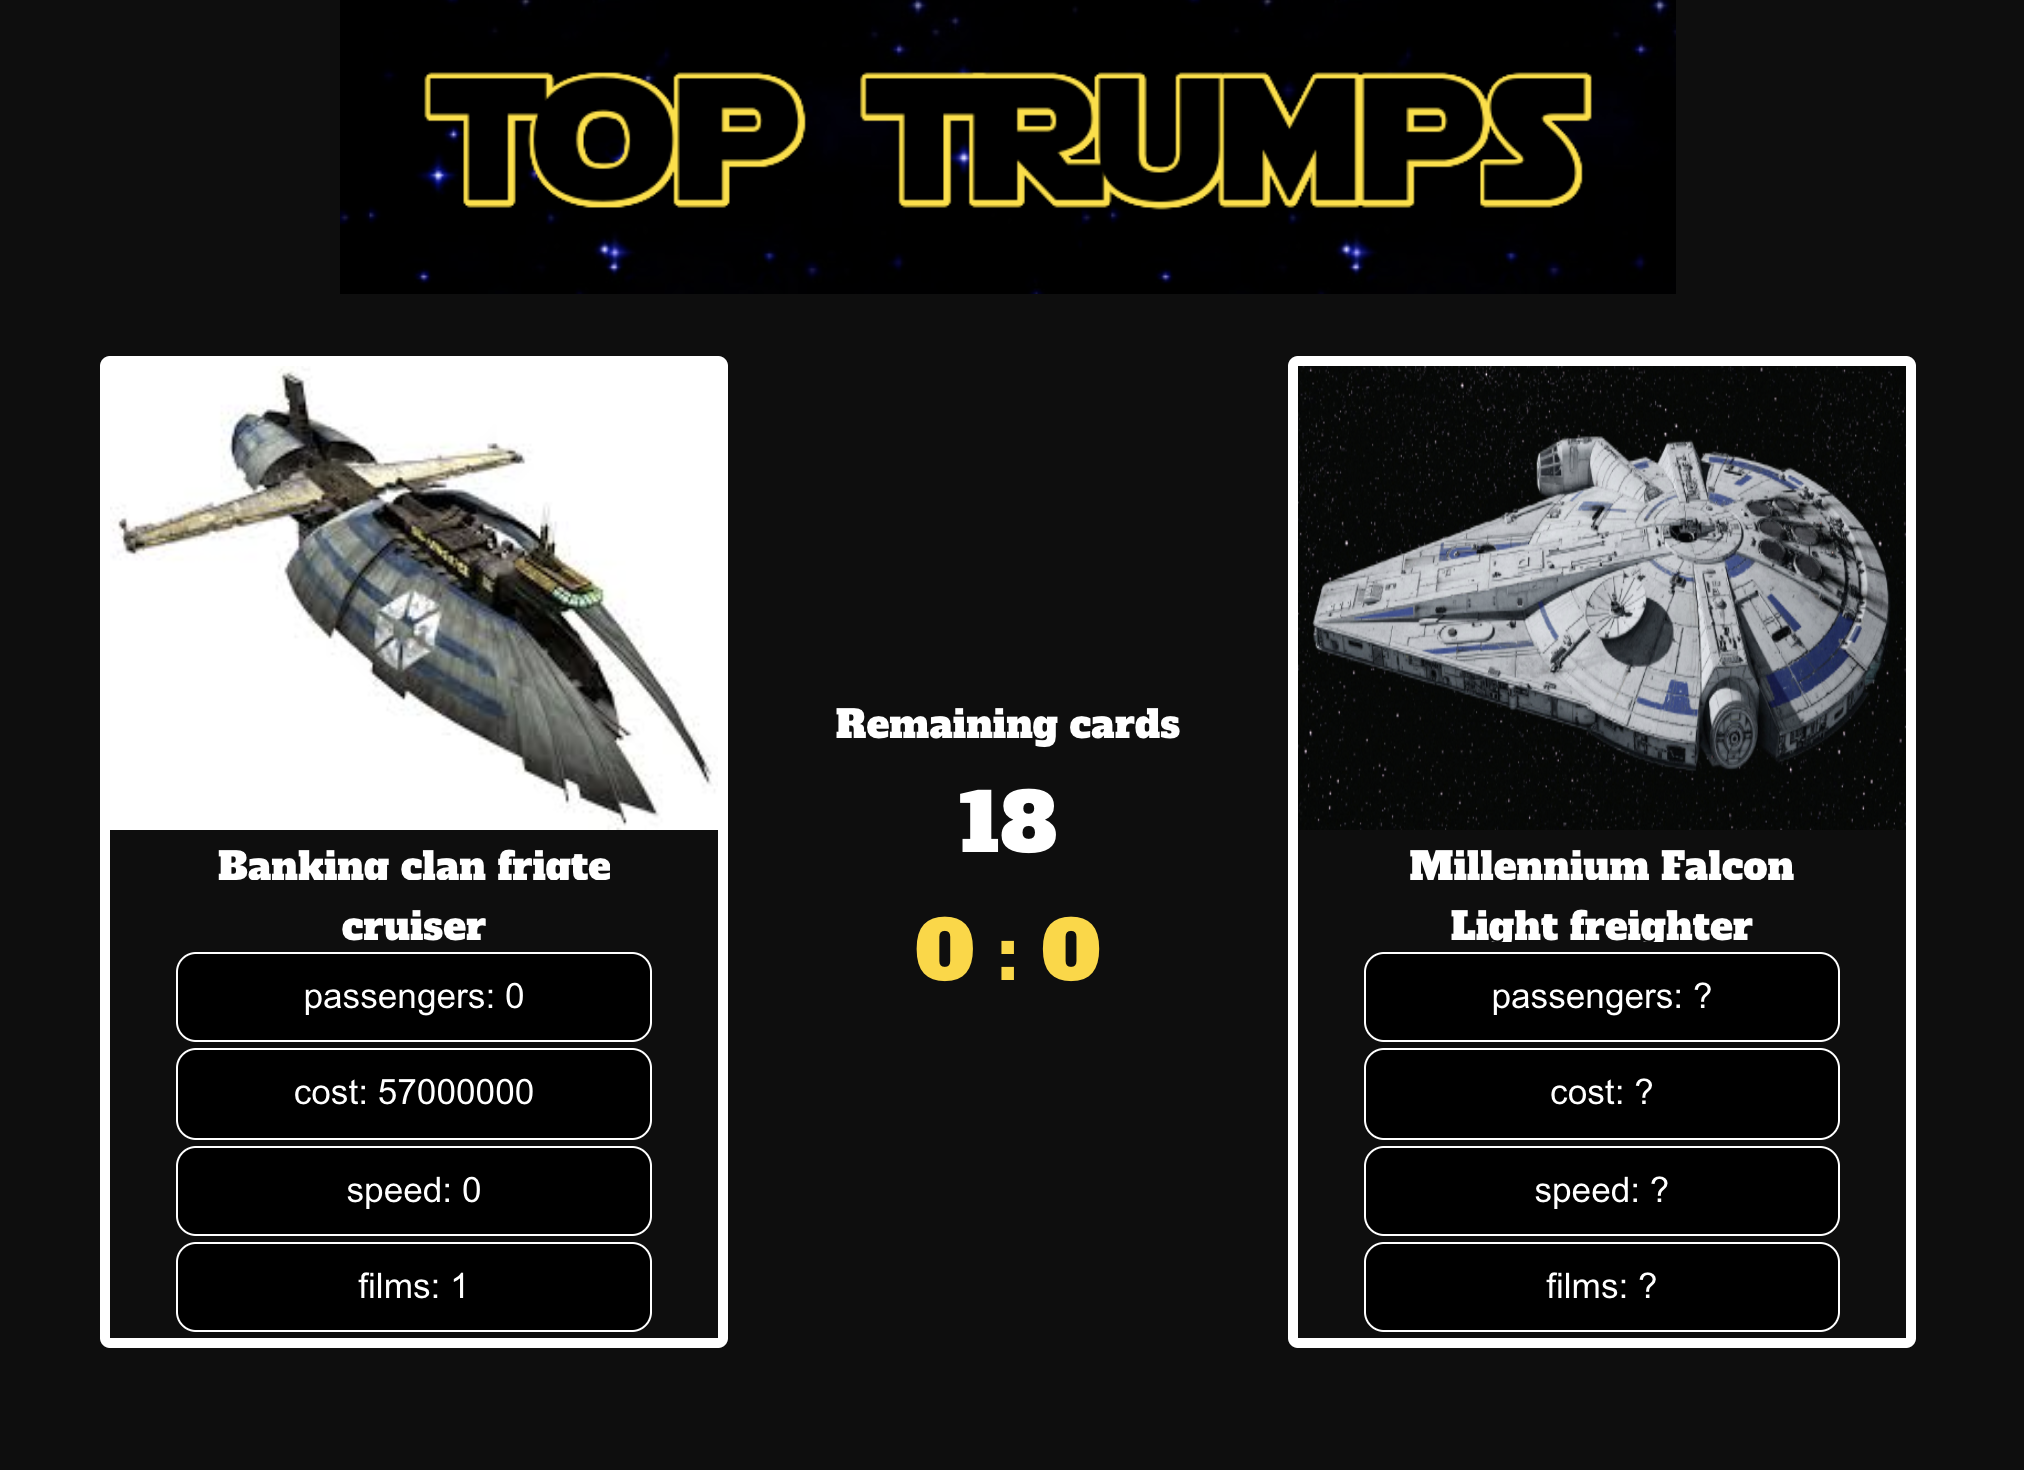 TOP TRUMPS
Banking clan frigte
cruiser
passengers: 0
cost: 57000000
speed: 0
films: 1
Remaining cards
18
0 : 0
Millennium Falcon
Light freighter
passengers: ?
cost: ?
speed: ?
films: ?